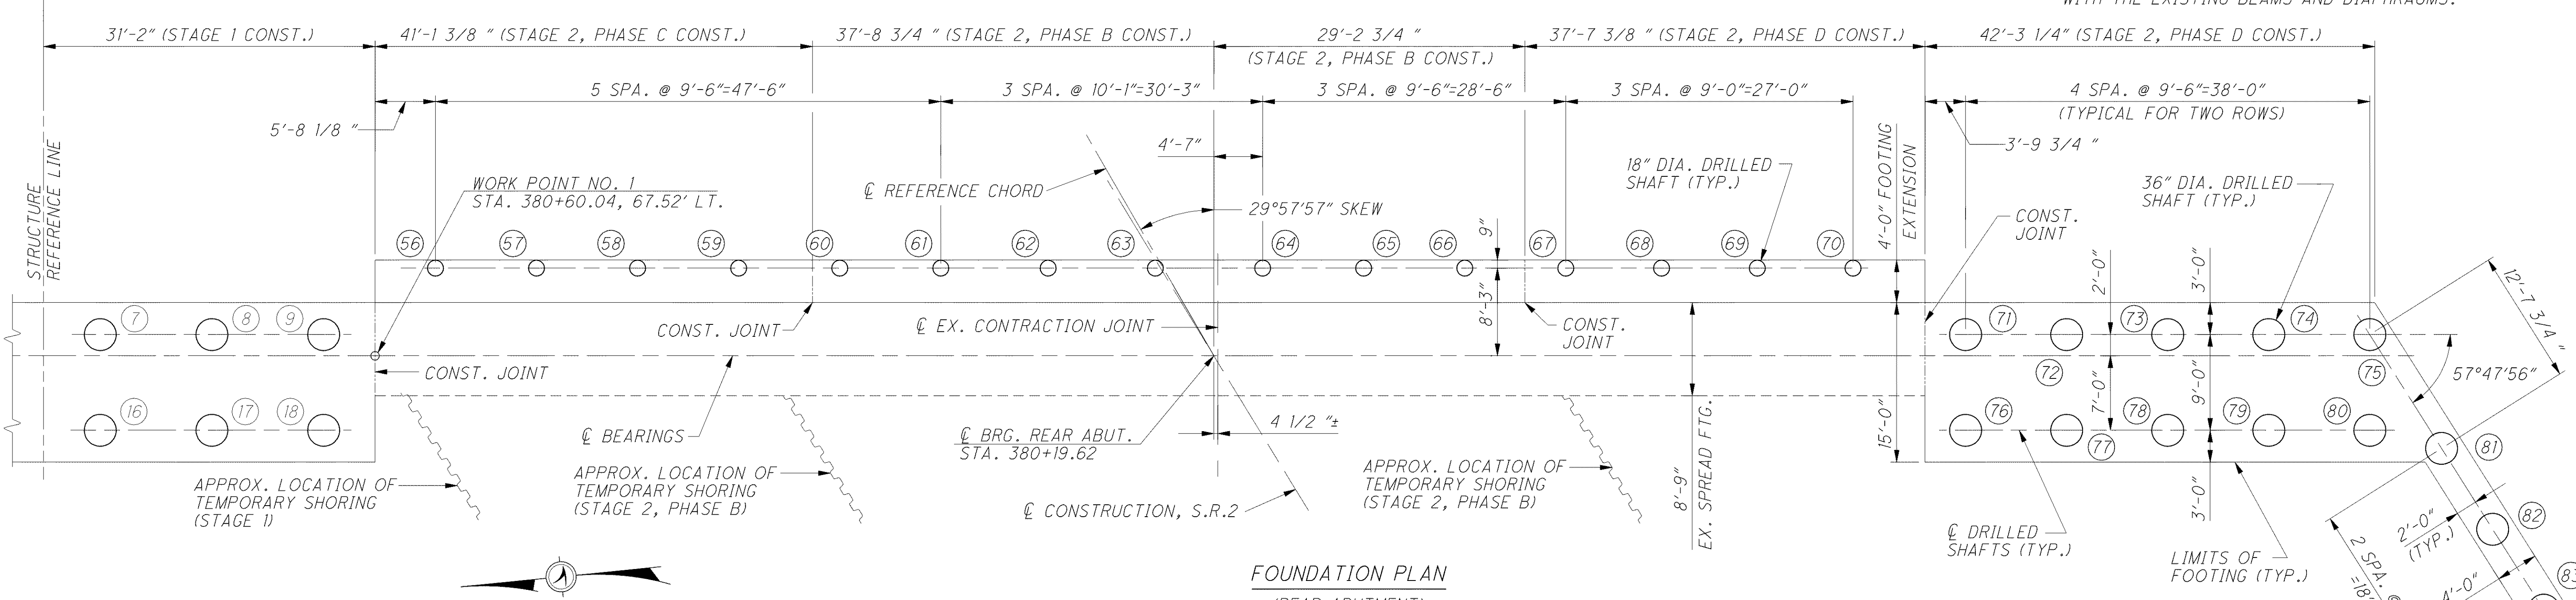 WITH THE EXISTING BEAMS AND DIAPHRAGMS.
31'-2" (STAGE 1 CONST.)
41'-1 3/8 " (STAGE 2, PHASE C CONST.)
37'-8 3/4 " (STAGE 2, PHASE B CONST.)
29'-2 3/4 "
(STAGE 2, PHASE B CONST.)
37'-7 3/8 " (STAGE 2, PHASE D CONST.)
42'-3 1/4" (STAGE 2, PHASE D CONST.)
5 SPA. @ 9'-6"=47'-6"
3 SPA. @ 10'-1"=30'-3"
3 SPA. @ 9'-6"=28'-6"
3 SPA. @ 9'-0"=27'-0"
4 SPA. @ 9'-6"=38'-0"
(TYPICAL FOR TWO ROWS)
5'-8 1/8 "
4'-7"
3'-9 3/4 "
STRUCTURE
REFERENCE LINE
WORK POINT NO. 1
STA. 380+60.04, 67.52' LT.
℄ REFERENCE CHORD
29°57'57" SKEW
18" DIA. DRILLED
SHAFT (TYP.)
4'-0" FOOTING
EXTENSION
CONST.
JOINT
36" DIA. DRILLED
SHAFT (TYP.)
56
57
58
59
60
61
62
63
64
65
66
67
68
69
70
9"
8'-3"
7
8
9
CONST. JOINT
℄ EX. CONTRACTION JOINT
CONST.
JOINT
71
73
74
2'-0"
3'-0"
12'-7 3/4 "
CONST. JOINT
72
75
57°47'56"
7'-0"
9'-0"
16
17
18
℄ BEARINGS
℄ BRG. REAR ABUT.
STA. 380+19.62
4 1/2 "±
15'-0"
76
77
78
79
80
81
APPROX. LOCATION OF
TEMPORARY SHORING
(STAGE 1)
APPROX. LOCATION OF
TEMPORARY SHORING
(STAGE 2, PHASE B)
℄ CONSTRUCTION, S.R.2
APPROX. LOCATION OF
TEMPORARY SHORING
(STAGE 2, PHASE B)
8'-9"
EX. SPREAD FTG.
3'-0"
℄ DRILLED
SHAFTS (TYP.)
LIMITS OF
FOOTING (TYP.)
2'-0"
(TYP.)
82
2 SPA. @
=18'
4'-0"
83
FOUNDATION PLAN
(REAR ABUTMENT)